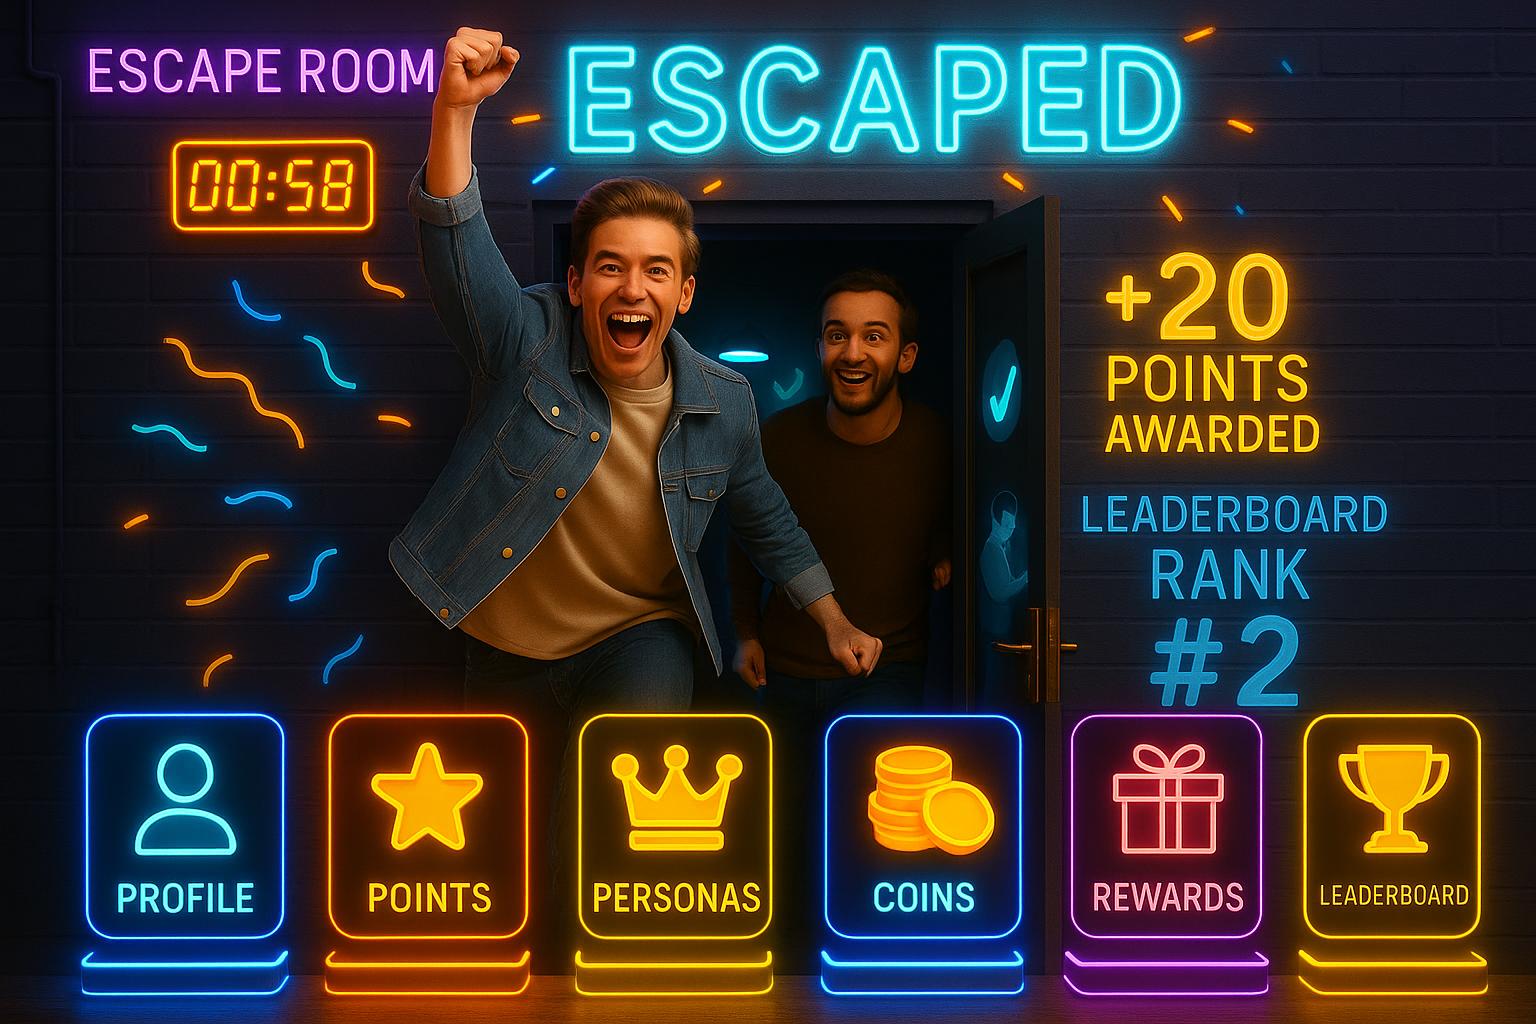 ESCAPE ROOM
ESCAPED
00:58
+20
POINTS
AWARDED
LEADERBOARD
RANK
#2
PROFILE
POINTS
PERSONAS
COINS
REWARDS
LEADERBOARD